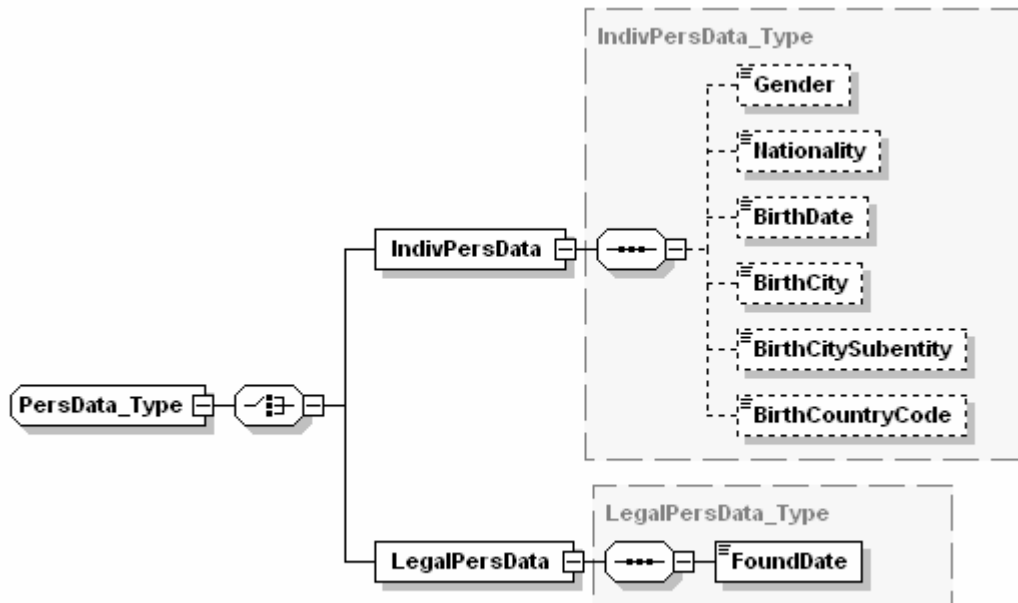 IndivPersData_Type
Gender
Nationality
BirthDate
IndivPersData
BirthCity
BirthCitySubentity
PersData_Type
BirthCountryCode
LegalPersData_Type
LegalPersData
FoundDate